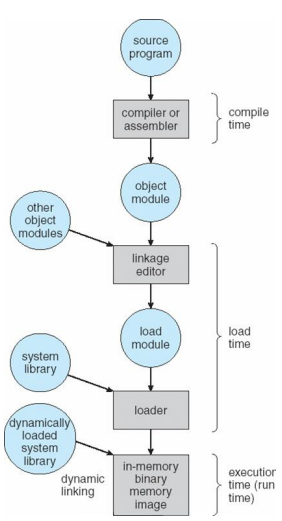 source
program
compiler or
assembler
compile
time
object
module
other
object
modules
linkage
editor
load
module
load
time
system
library
loader
dynamically
loaded
system
library
dynamic
linking
in-memory
binary
memory
image
execution
time (run
time)